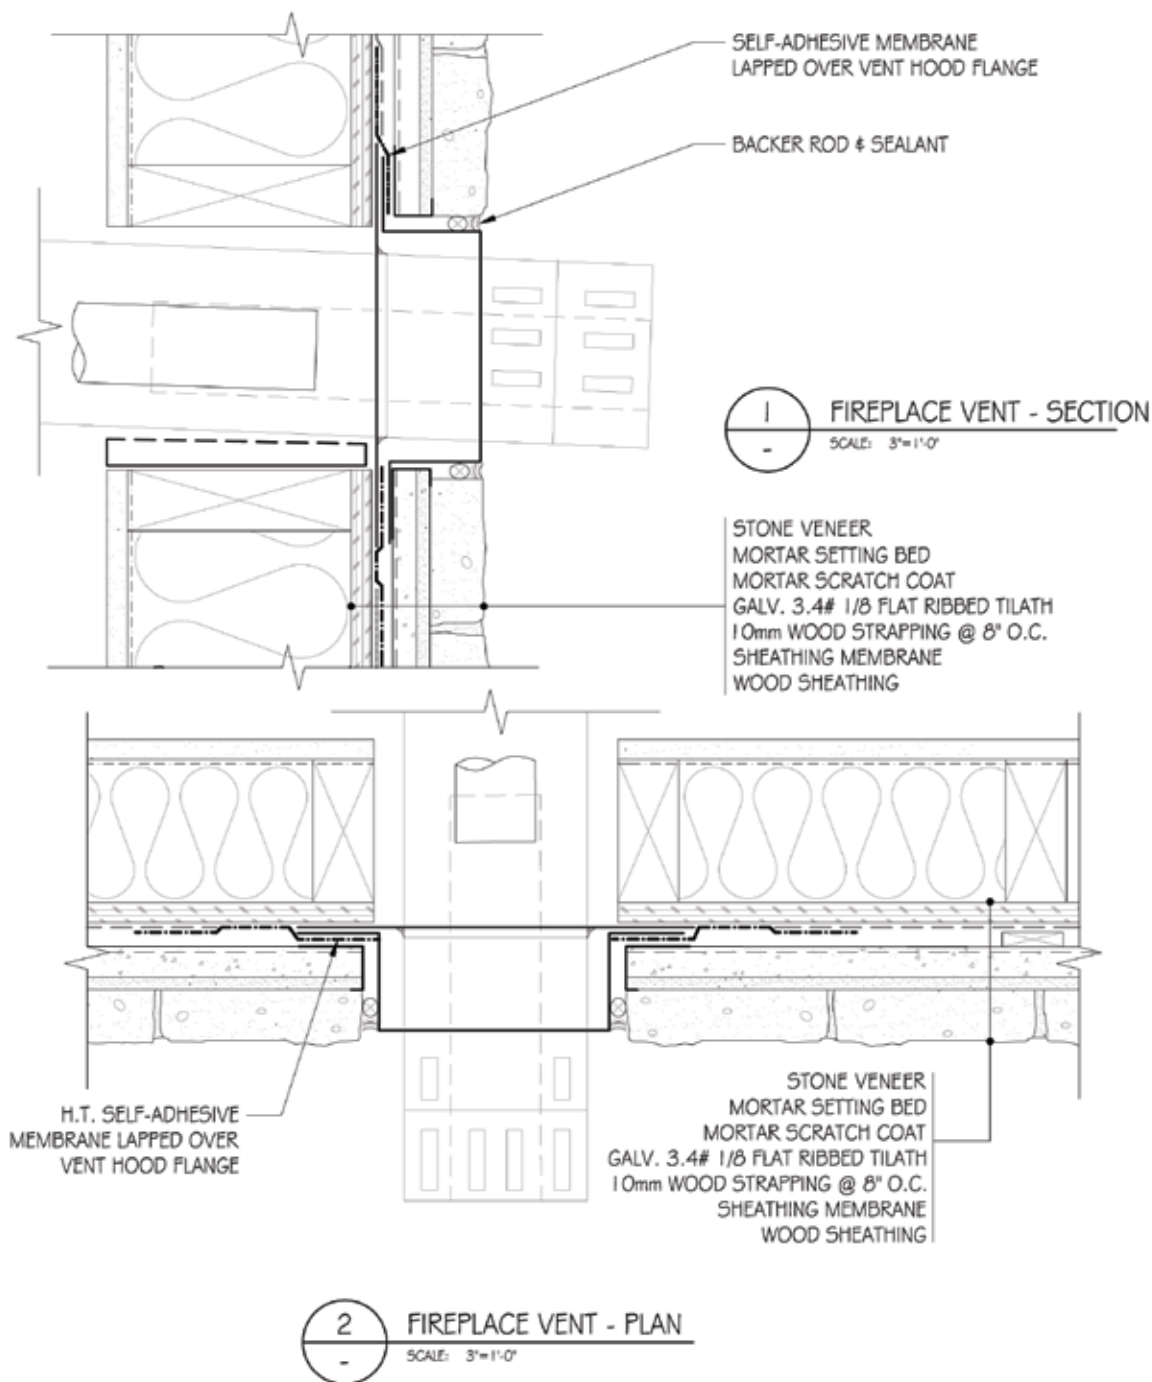 SELF-ADHESIVE MEMBRANE
LAPPED OVER VENT HOOD FLANGE
BACKER ROD & SEALANT
1
-
FIREPLACE VENT - SECTION
SCALE: 3"=1'-0"
STONE VENEER
MORTAR SETTING BED
MORTAR SCRATCH COAT
GALV. 3.4# 1/8 FLAT RIBBED TILATH
10mm WOOD STRAPPING @ 8" O.C.
SHEATHING MEMBRANE
WOOD SHEATHING
H.T. SELF-ADHESIVE
MEMBRANE LAPPED OVER
VENT HOOD FLANGE
STONE VENEER
MORTAR SETTING BED
MORTAR SCRATCH COAT
GALV. 3.4# 1/8 FLAT RIBBED TILATH
10mm WOOD STRAPPING @ 8" O.C.
SHEATHING MEMBRANE
WOOD SHEATHING
2
-
FIREPLACE VENT - PLAN
SCALE: 3"=1'-0"